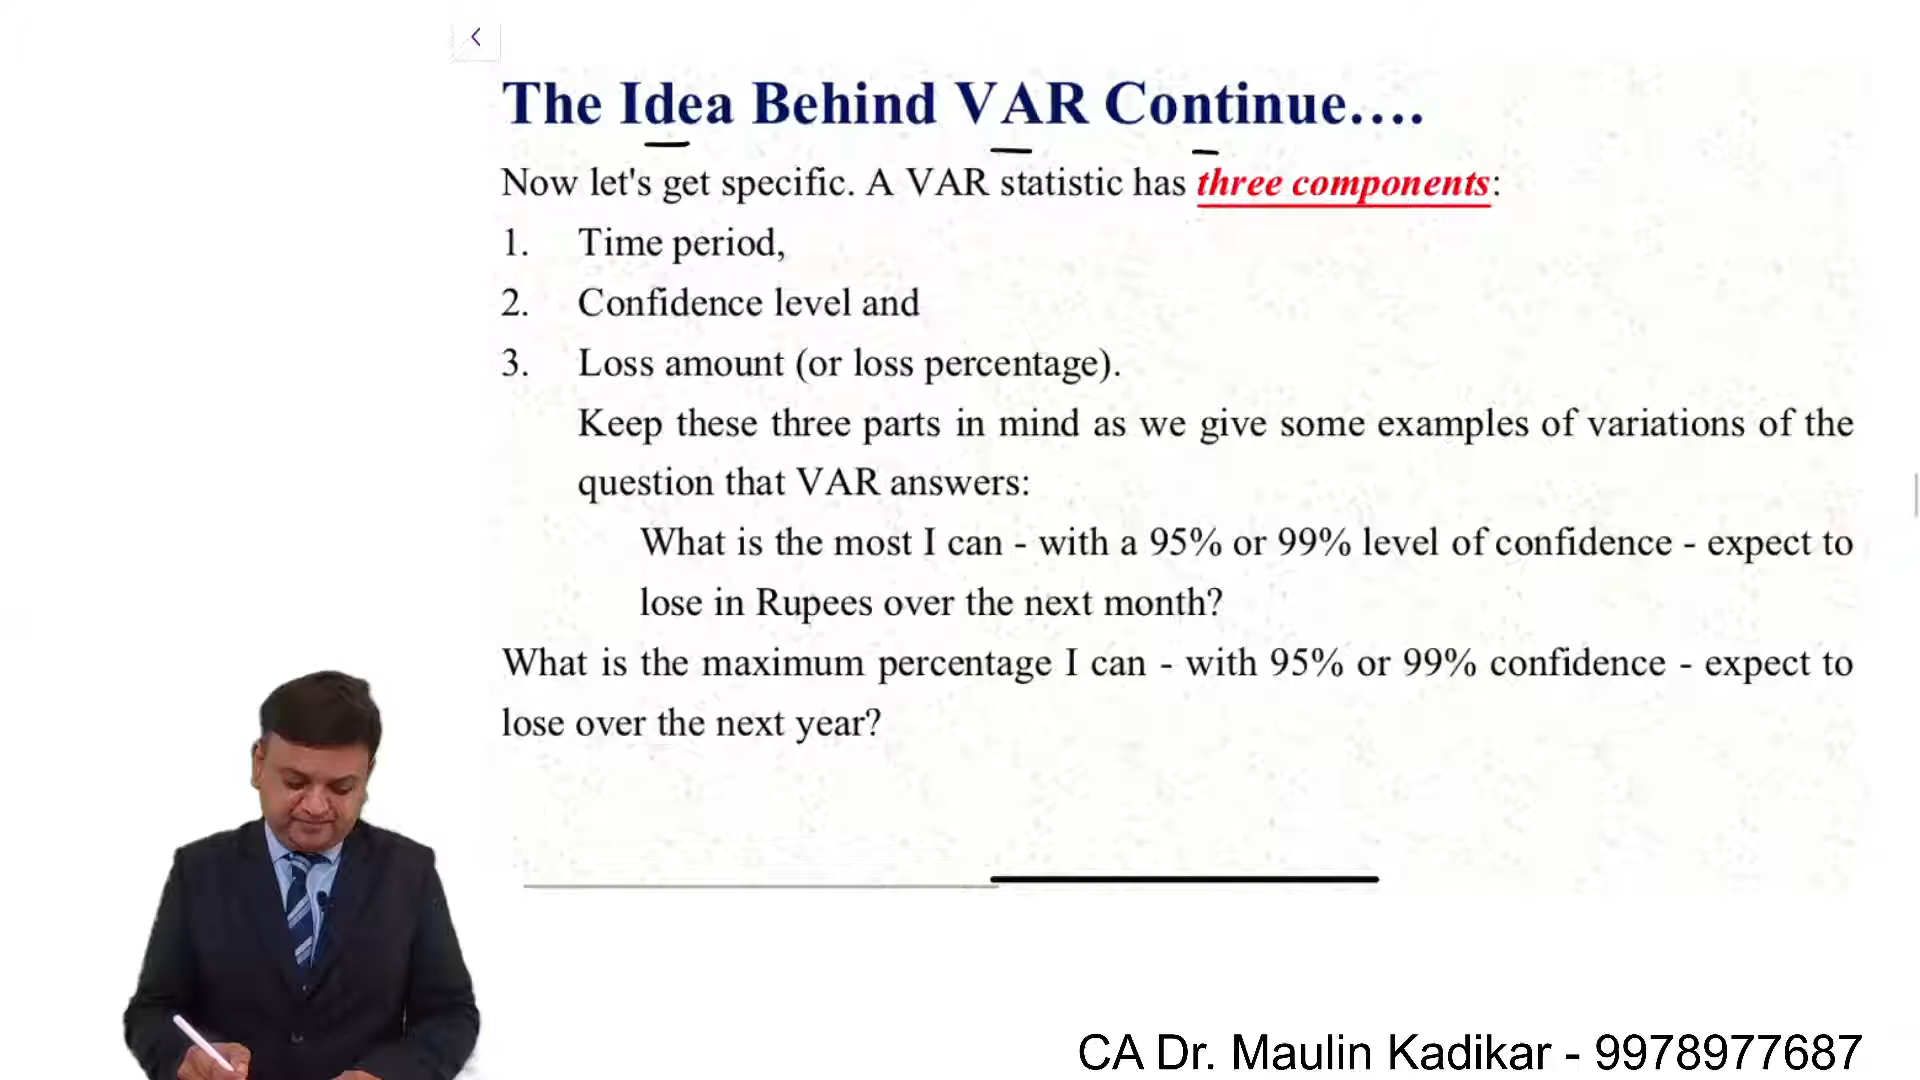 The Idea Behind VAR Continue....
Now let's get specific. A VAR statistic has three components:
1. Time period,
2. Confidence level and
3. Loss amount (or loss percentage).
Keep these three parts in mind as we give some examples of variations of the
question that VAR answers:
What is the most I can - with a 95% or 99% level of confidence - expect to
lose in Rupees over the next month?
What is the maximum percentage I can - with 95% or 99% confidence - expect to
lose over the next year?
CA Dr. Maulin Kadikar - 9978977687